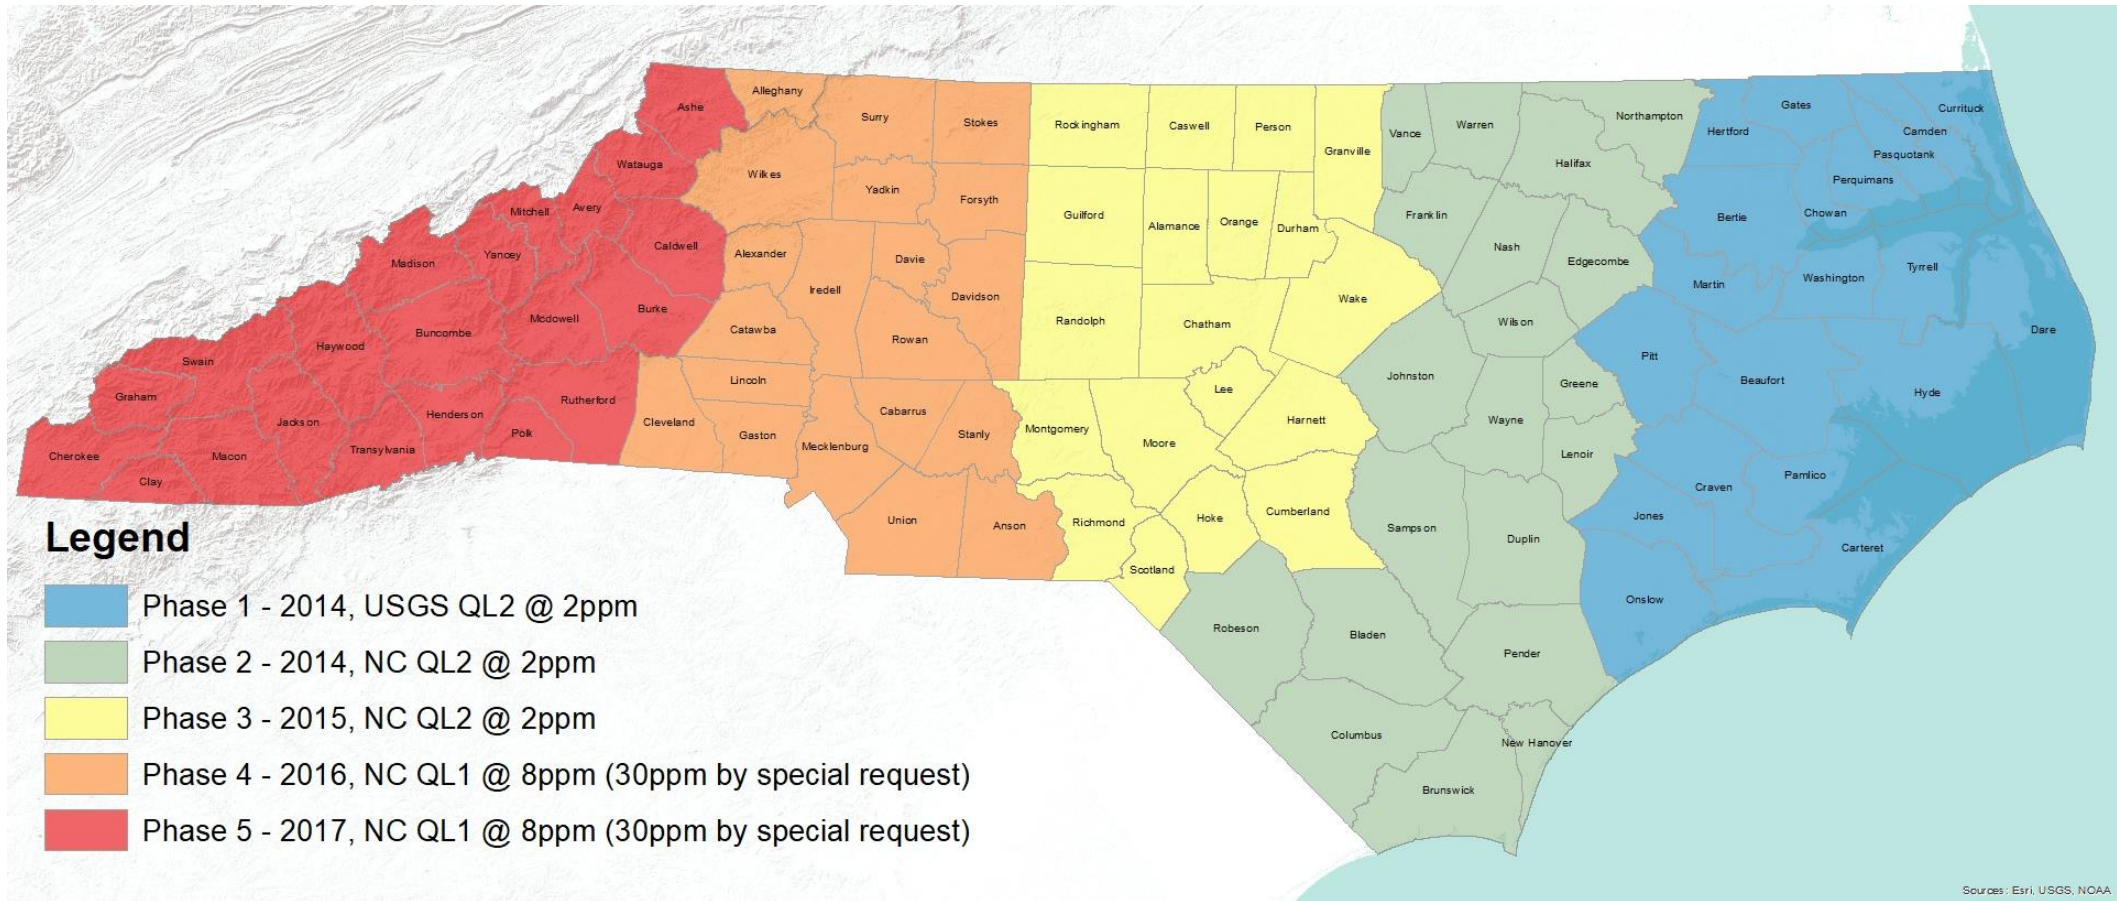 Ashe
Alleghany
Surry
Stokes
Rockingham
Caswell
Person
Granville
Vance
Warren
Northampton
Halifax
Hertford
Gates
Currituck
Camden
Pasquotank
Perquimans
Chowan
Bertie
Watauga
Wilkes
Yadkin
Forsyth
Guilford
Alamance
Orange
Durham
Franklin
Nash
Edgecombe
Martin
Washington
Tyrrell
Dare
Mitchell
Avery
Caldwell
Alexander
Iredell
Davie
Davidson
Randolph
Chatham
Wake
Wilson
Pitt
Beaufort
Hyde
Madison
Yancey
Mcdowell
Burke
Catawba
Rowan
Swain
Haywood
Buncombe
Rutherford
Lincoln
Cleveland
Gaston
Mecklenburg
Cabarrus
Stanly
Montgomery
Moore
Lee
Harnett
Johnston
Wayne
Greene
Lenoir
Craven
Pamlico
Graham
Cherokee
Clay
Macon
Jackson
Transylvania
Henderson
Polk
Union
Anson
Richmond
Scotland
Hoke
Cumberland
Sampson
Duplin
Jones
Onslow
Carteret
Robeson
Bladen
Pender
Columbus
Brunswick
New Hanover
Legend
Phase 1 - 2014, USGS QL2 @ 2ppm
Phase 2 - 2014, NC QL2 @ 2ppm
Phase 3 - 2015, NC QL2 @ 2ppm
Phase 4 - 2016, NC QL1 @ 8ppm (30ppm by special request)
Phase 5 - 2017, NC QL1 @ 8ppm (30ppm by special request)
Sources: Esri, USGS, NOAA